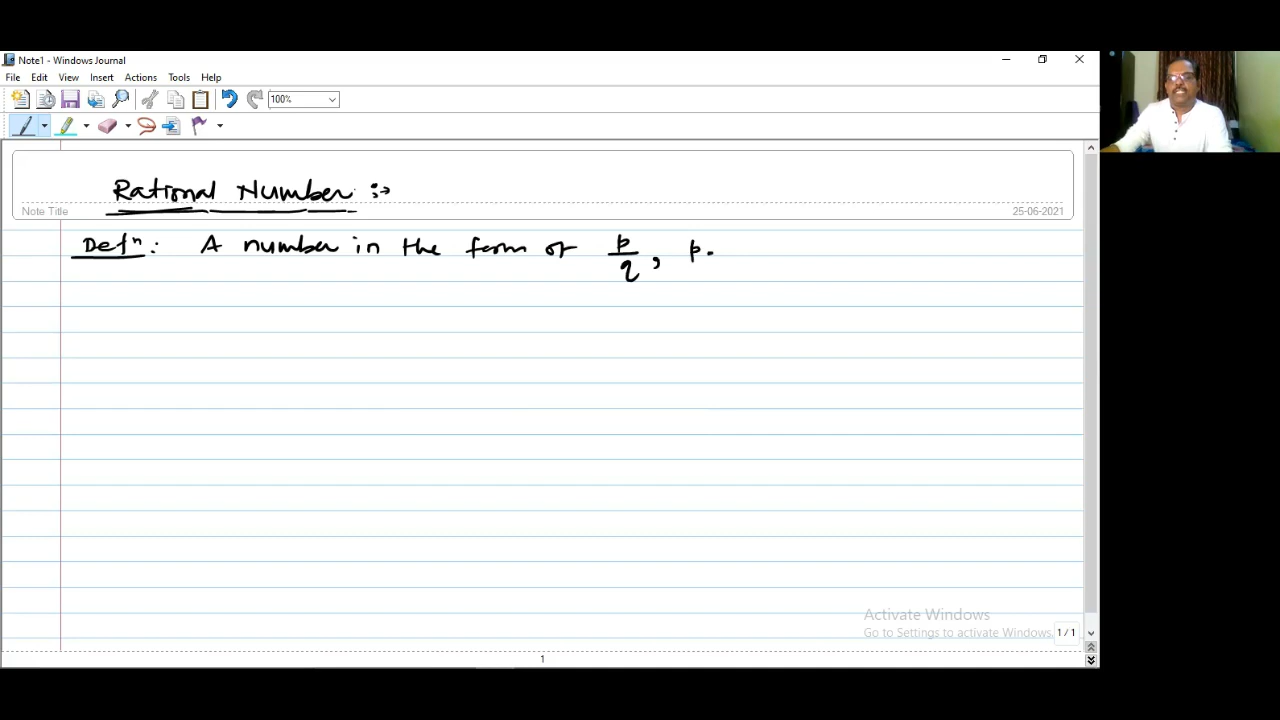 Note1 - Windows Journal
File Edit View Insert Actions Tools Help
100%
Rational Number :→
Note Title
25-06-2021
Defⁿ: A number in the form of p/q, p.
Activate Windows
Go to Settings to activate Windows.
1 / 1
1